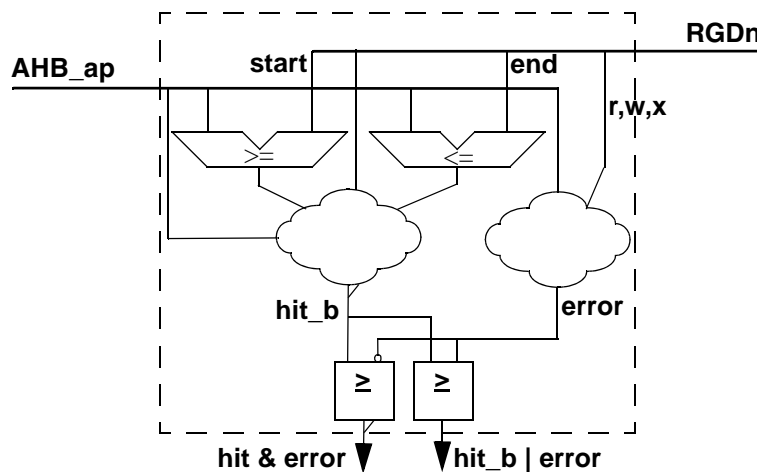 RGDn
start
end
AHB_ap
r,w,x
>=
<=
hit_b
error
≥
≥
hit & error
hit_b | error